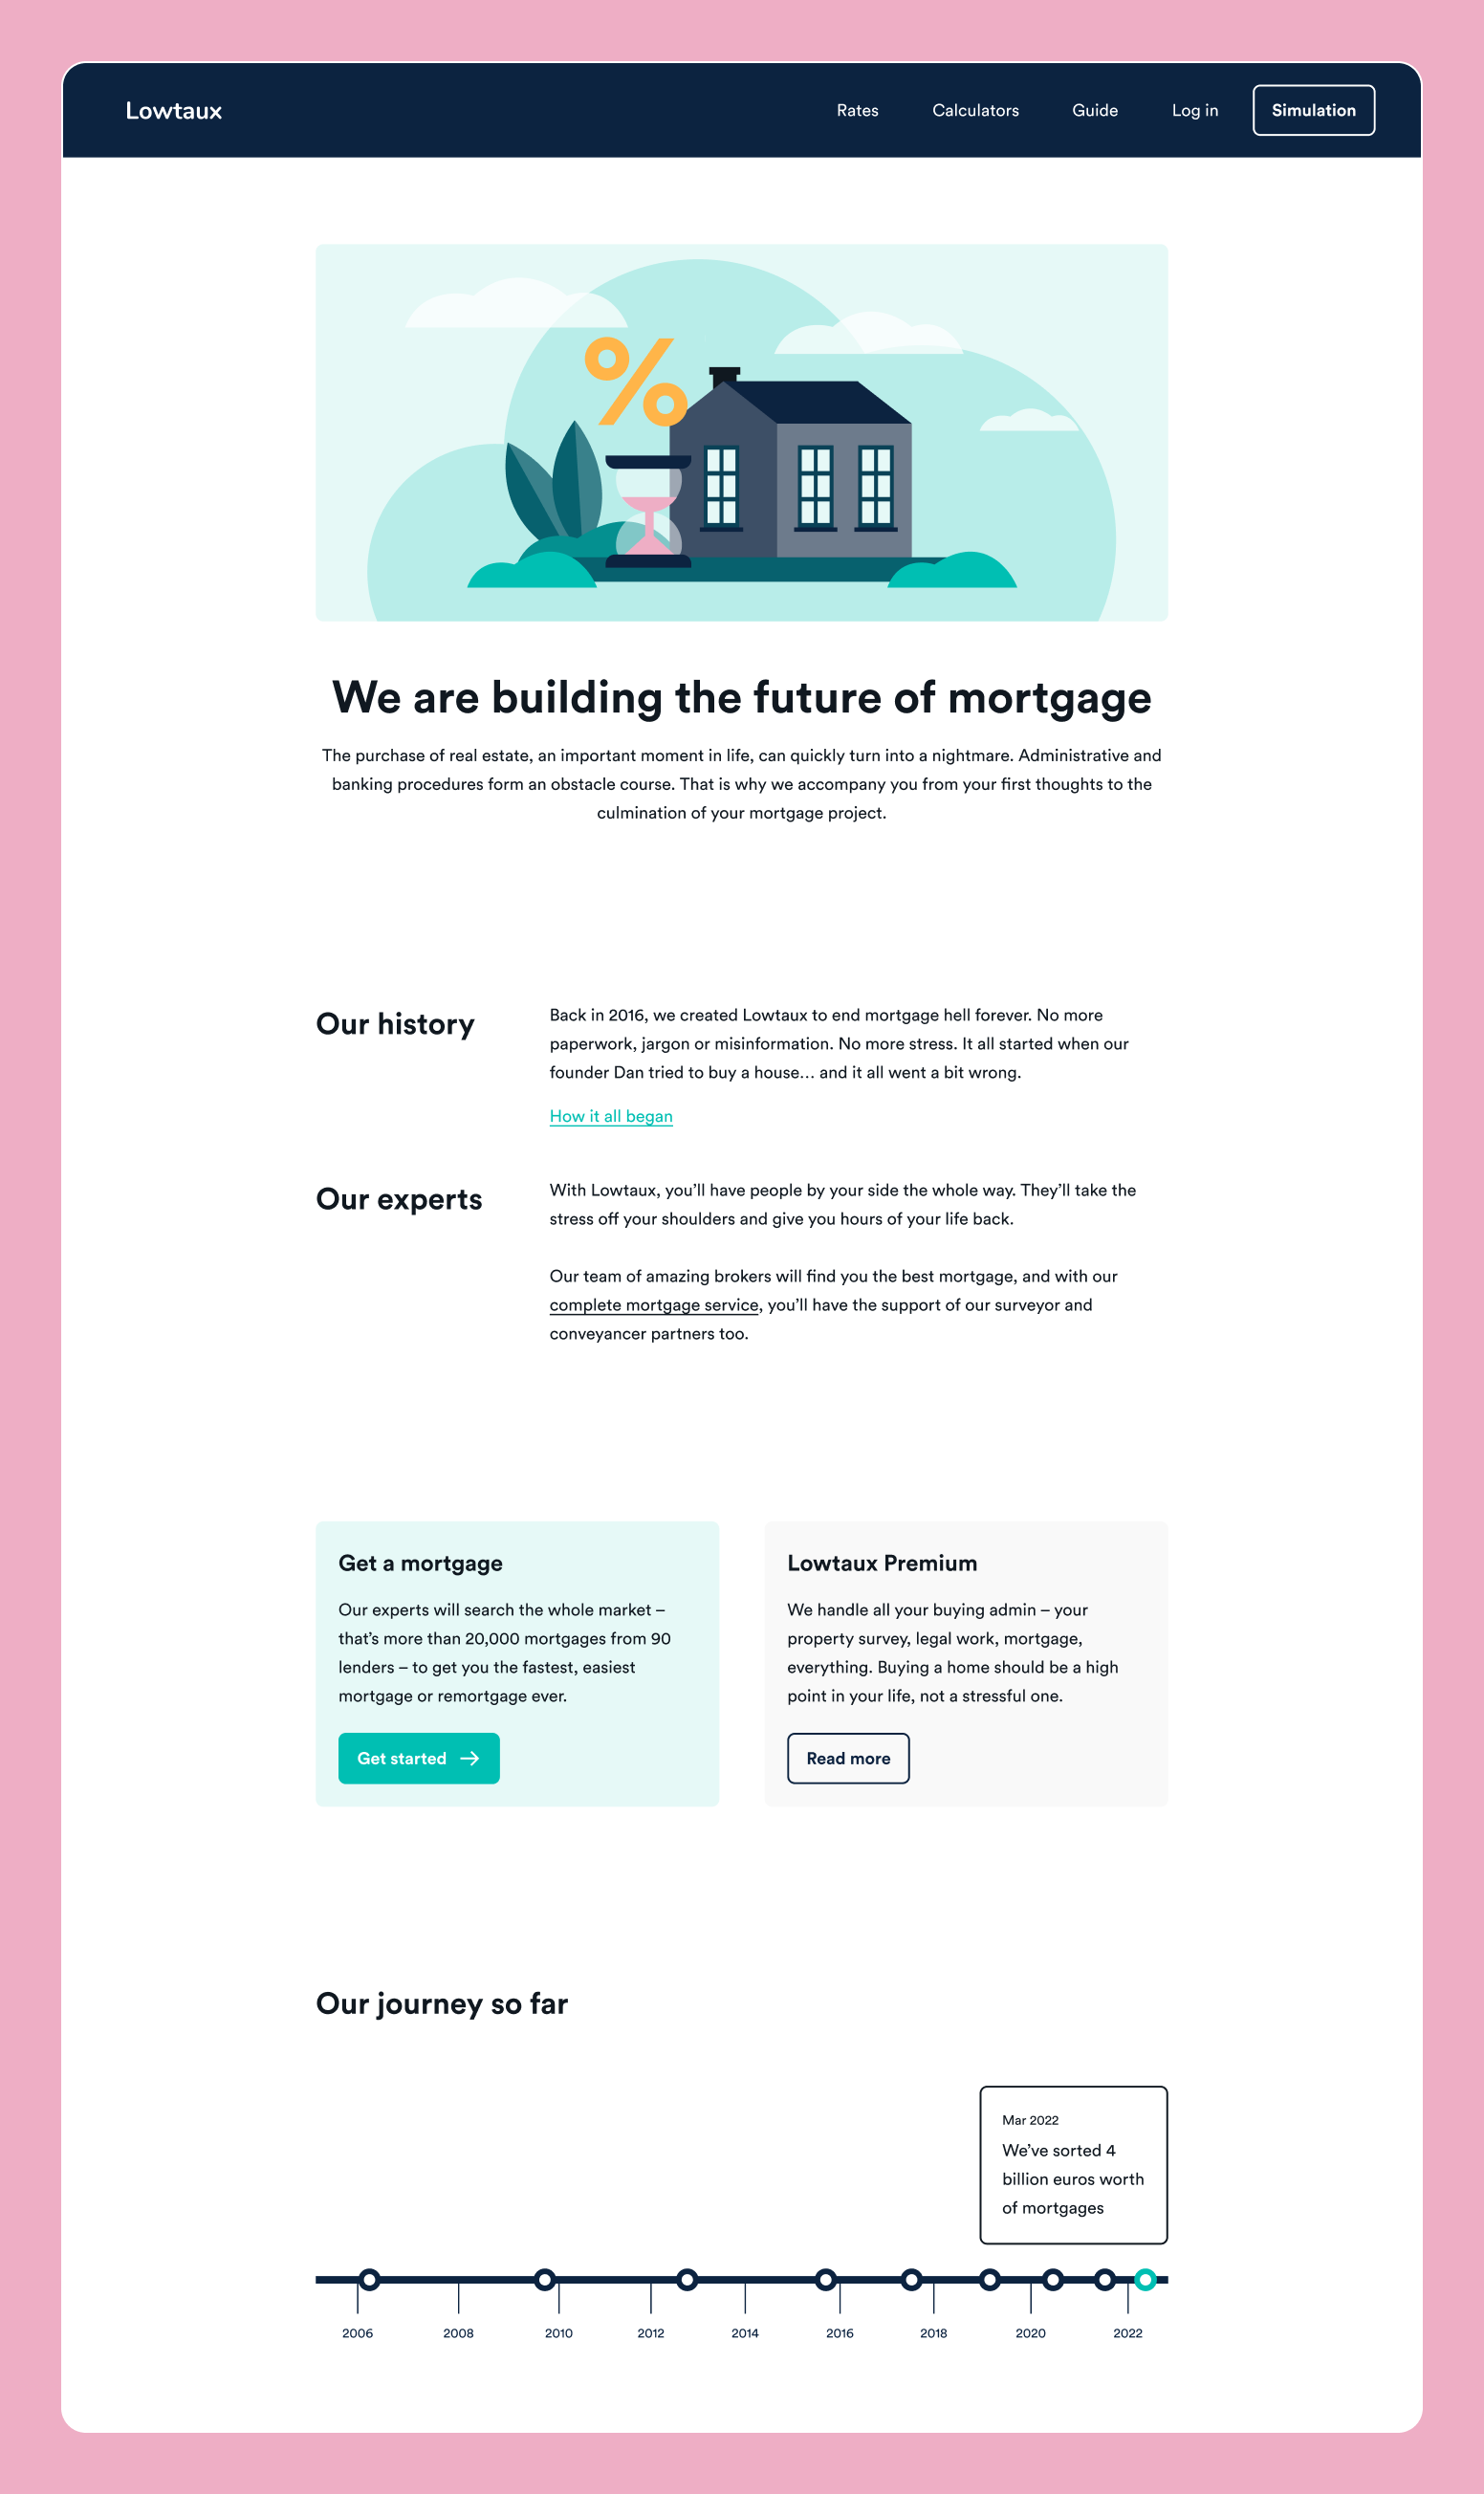 Lowtaux
Rates
Calculators
Guide
Log in
Simulation
%
We are building the future of mortgage
The purchase of real estate, an important moment in life, can quickly turn into a nightmare. Administrative and
banking procedures form an obstacle course. That is why we accompany you from your first thoughts to the
culmination of your mortgage project.
Our history
Back in 2016, we created Lowtaux to end mortgage hell forever. No more
paperwork, jargon or misinformation. No more stress. It all started when our
founder Dan tried to buy a house… and it all went a bit wrong.
How it all began
Our experts
With Lowtaux, you’ll have people by your side the whole way. They’ll take the
stress off your shoulders and give you hours of your life back.
Our team of amazing brokers will find you the best mortgage, and with our
complete mortgage service, you’ll have the support of our surveyor and
conveyancer partners too.
Get a mortgage
Our experts will search the whole market –
that’s more than 20,000 mortgages from 90
lenders – to get you the fastest, easiest
mortgage or remortgage ever.
Get started
Lowtaux Premium
We handle all your buying admin – your
property survey, legal work, mortgage,
everything. Buying a home should be a high
point in your life, not a stressful one.
Read more
Our journey so far
Mar 2022
We’ve sorted 4
billion euros worth
of mortgages
2006
2008
2010
2012
2014
2016
2018
2020
2022